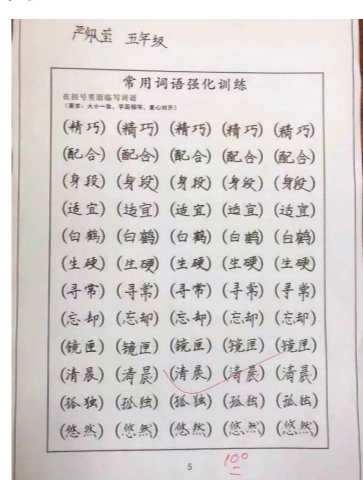 严佩莹 五年级
常用词语强化训练
在括号里面临写词语
(要求：大小一致、字距相等、重心对齐)
(精巧) (精巧) (精巧) (精巧) (精巧)
(配合) (配合) (配合) (配合) (配合)
(身段) (身段) (身段) (身段) (身段)
(适宜) (适宜) (适宜) (适宜) (适宜)
(白鹤) (白鹤) (白鹤) (白鹤) (白鹤)
(生硬) (生硬) (生硬) (生硬) (生硬)
(寻常) (寻常) (寻常) (寻常) (寻常)
(忘却) (忘却) (忘却) (忘却) (忘却)
(镜匣) (镜匣) (镜匣) (镜匣) (镜匣)
(清晨) (清晨) (清晨) (清晨) (清晨)
(孤独) (孤独) (孤独) (孤独) (孤独)
(悠然) (悠然) (悠然) (悠然) (悠然)
5
100